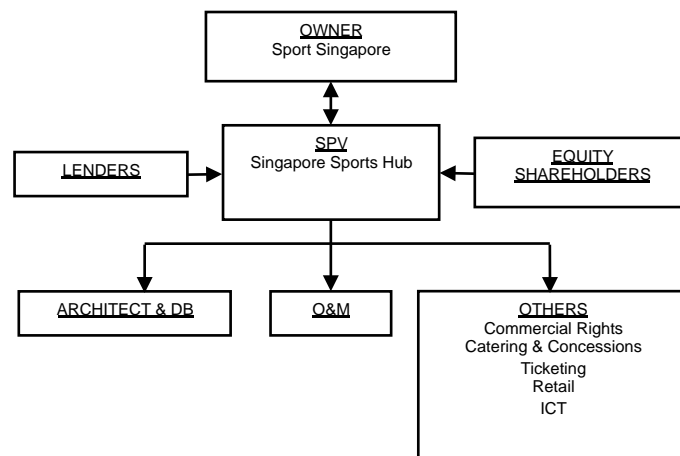 OWNER
Sport Singapore
SPV
Singapore Sports Hub
LENDERS
EQUITY
SHAREHOLDERS
ARCHITECT & DB
O&M
OTHERS
Commercial Rights
Catering & Concessions
Ticketing
Retail
ICT